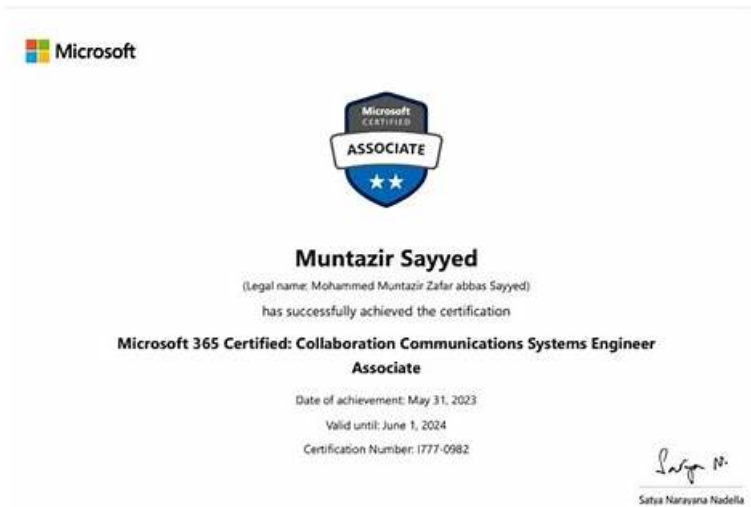 Microsoft
Microsoft
CERTIFIED
ASSOCIATE
Muntazir Sayyed
(Legal name: Mohammed Muntazir Zafar abbas Sayyed)
has successfully achieved the certification
Microsoft 365 Certified: Collaboration Communications Systems Engineer
Associate
Date of achievement: May 31, 2023
Valid until: June 1, 2024
Certification Number: I777-0982
Satya N.
Satya Narayana Nadella